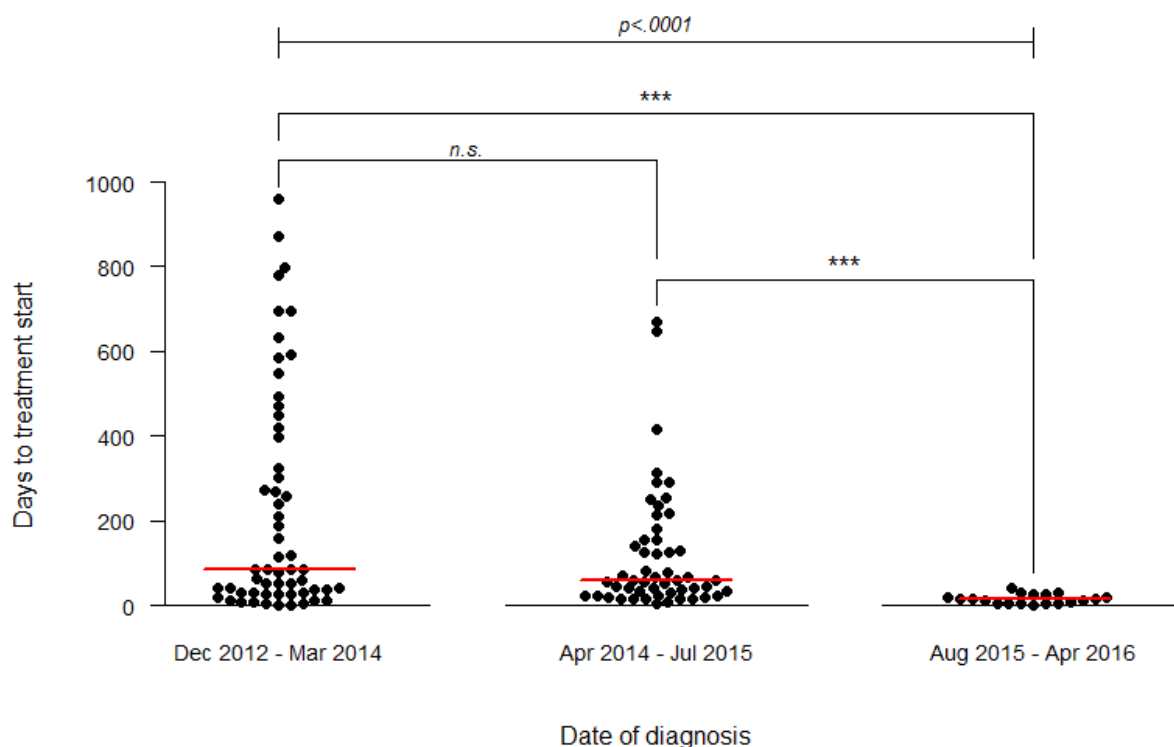 p<.0001
***
n.s.
***
1000
800
600
400
200
0
Days to treatment start
Dec 2012 - Mar 2014
Apr 2014 - Jul 2015
Aug 2015 - Apr 2016
Date of diagnosis